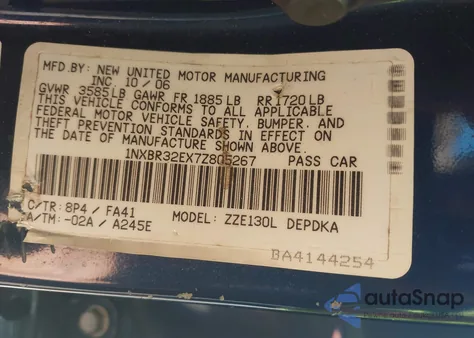 MFD.BY: NEW UNITED MOTOR MANUFACTURING
INC 10 / 06
GVWR 3585LB GAWR FR 1885LB RR1720LB
THIS VEHICLE CONFORMS TO ALL APPLICABLE
FEDERAL MOTOR VEHICLE SAFETY, BUMPER, AND
THEFT PREVENTION STANDARDS IN EFFECT ON
THE DATE OF MANUFACTURE SHOWN ABOVE.
1NXBR32EX7Z805267 PASS CAR
C/TR: 8P4 / FA41 MODEL: ZZE130L DEPDKA
A/TM: -02A / A245E
BA4144254
autoSnap